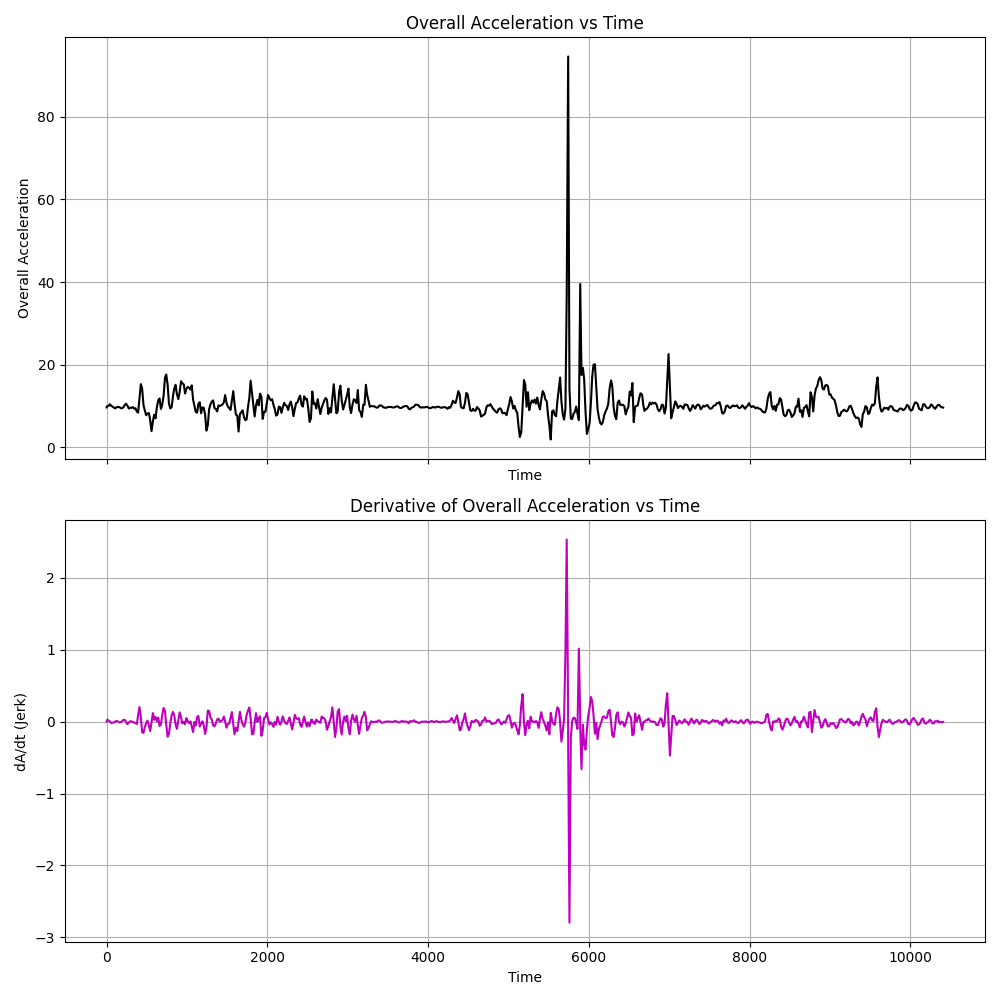 Overall Acceleration vs Time
80
60
40
20
0
Overall Acceleration
Time
Derivative of Overall Acceleration vs Time
2
1
0
−1
−2
−3
dA/dt (Jerk)
0 2000 4000 6000 8000 10000
Time